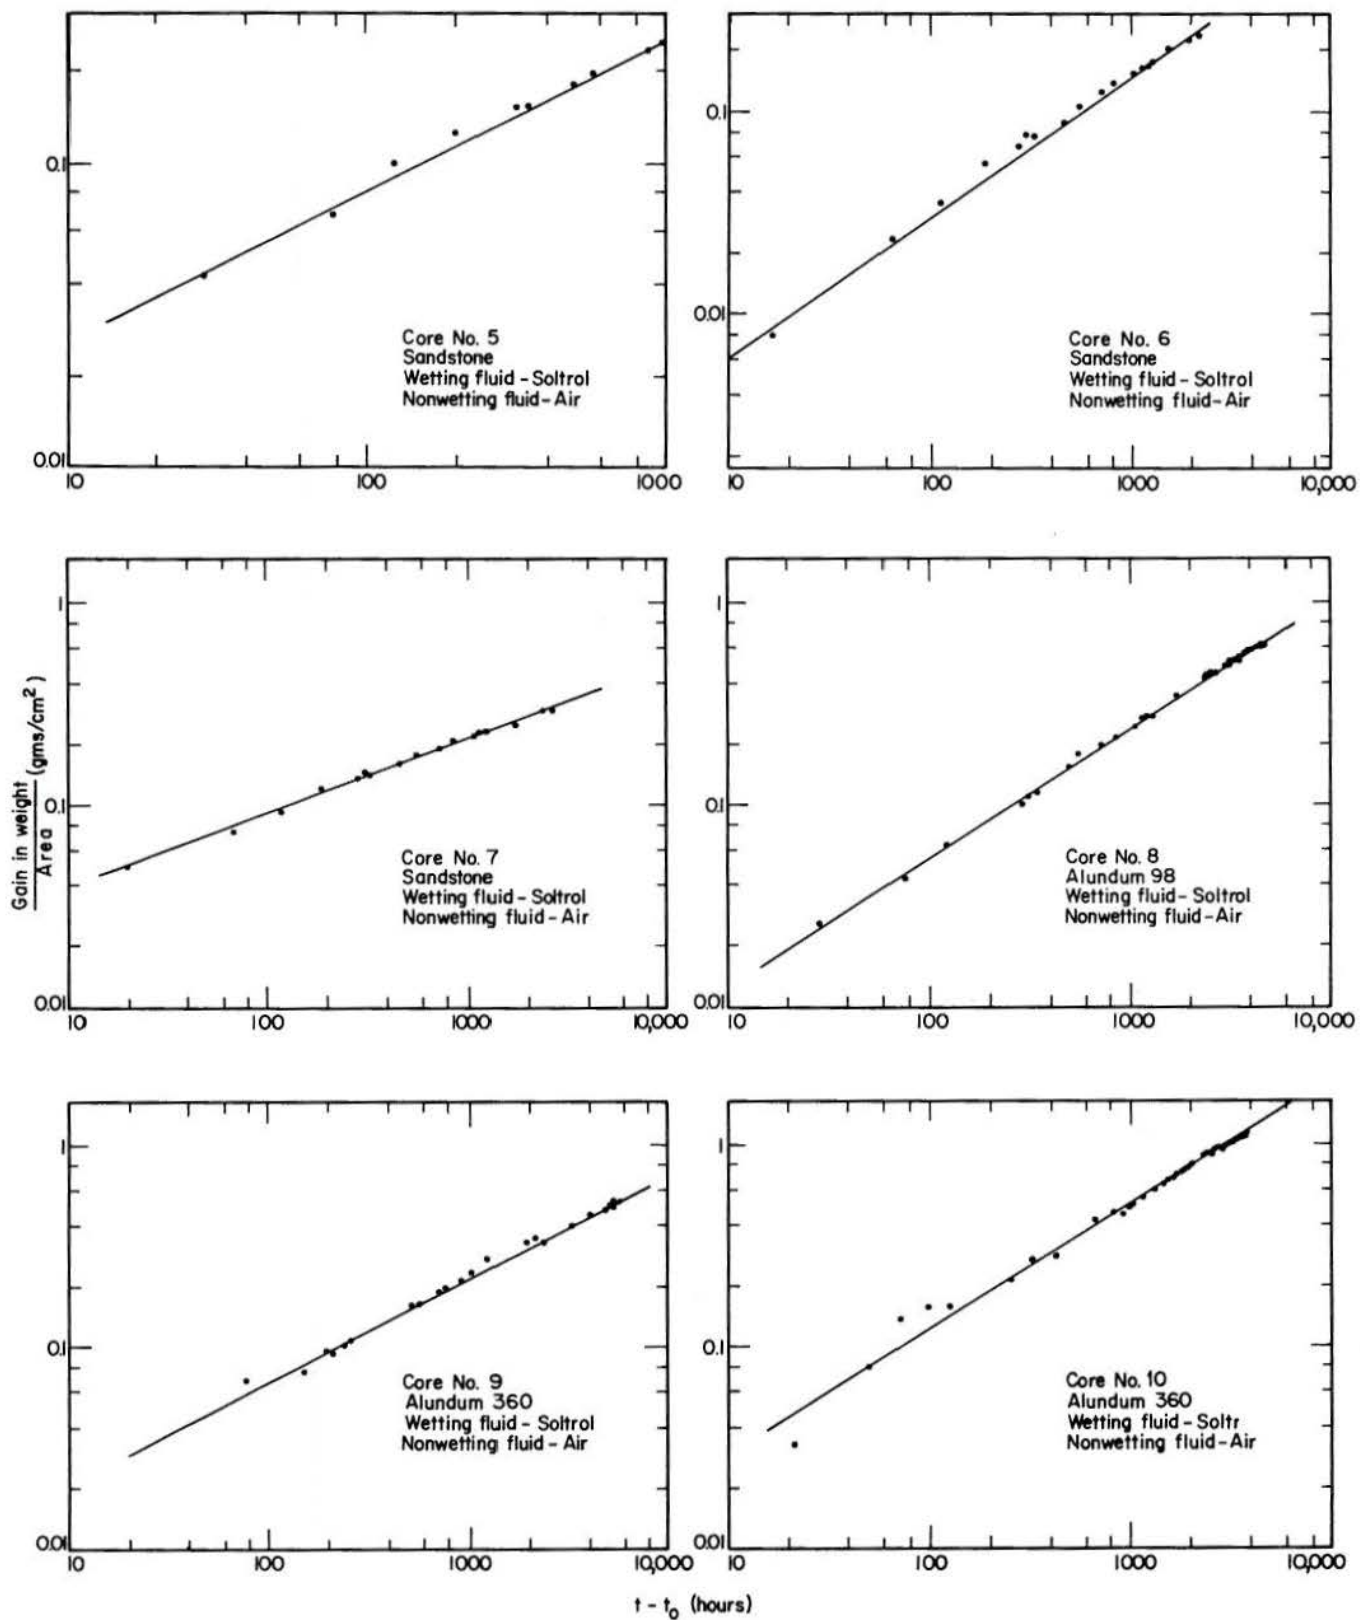 0.1
0.01
10
100
1000
Core No. 5
Sandstone
Wetting fluid - Soltrol
Nonwetting fluid - Air
0.1
0.01
10
100
1000
10,000
Core No. 6
Sandstone
Wetting fluid - Soltrol
Nonwetting fluid - Air
1
0.1
0.01
10
100
1000
10,000
Core No. 7
Sandstone
Wetting fluid - Soltrol
Nonwetting fluid - Air
Gain in weight
Area
(gms/cm²)
1
0.1
0.01
10
100
1000
10,000
Core No. 8
Alundum 98
Wetting fluid - Soltrol
Nonwetting fluid - Air
1
0.1
0.01
10
100
1000
10,000
Core No. 9
Alundum 360
Wetting fluid - Soltrol
Nonwetting fluid - Air
1
0.1
0.01
10
100
1000
10,000
Core No. 10
Alundum 360
Wetting fluid - Soltr
Nonwetting fluid - Air
t - t₀ (hours)